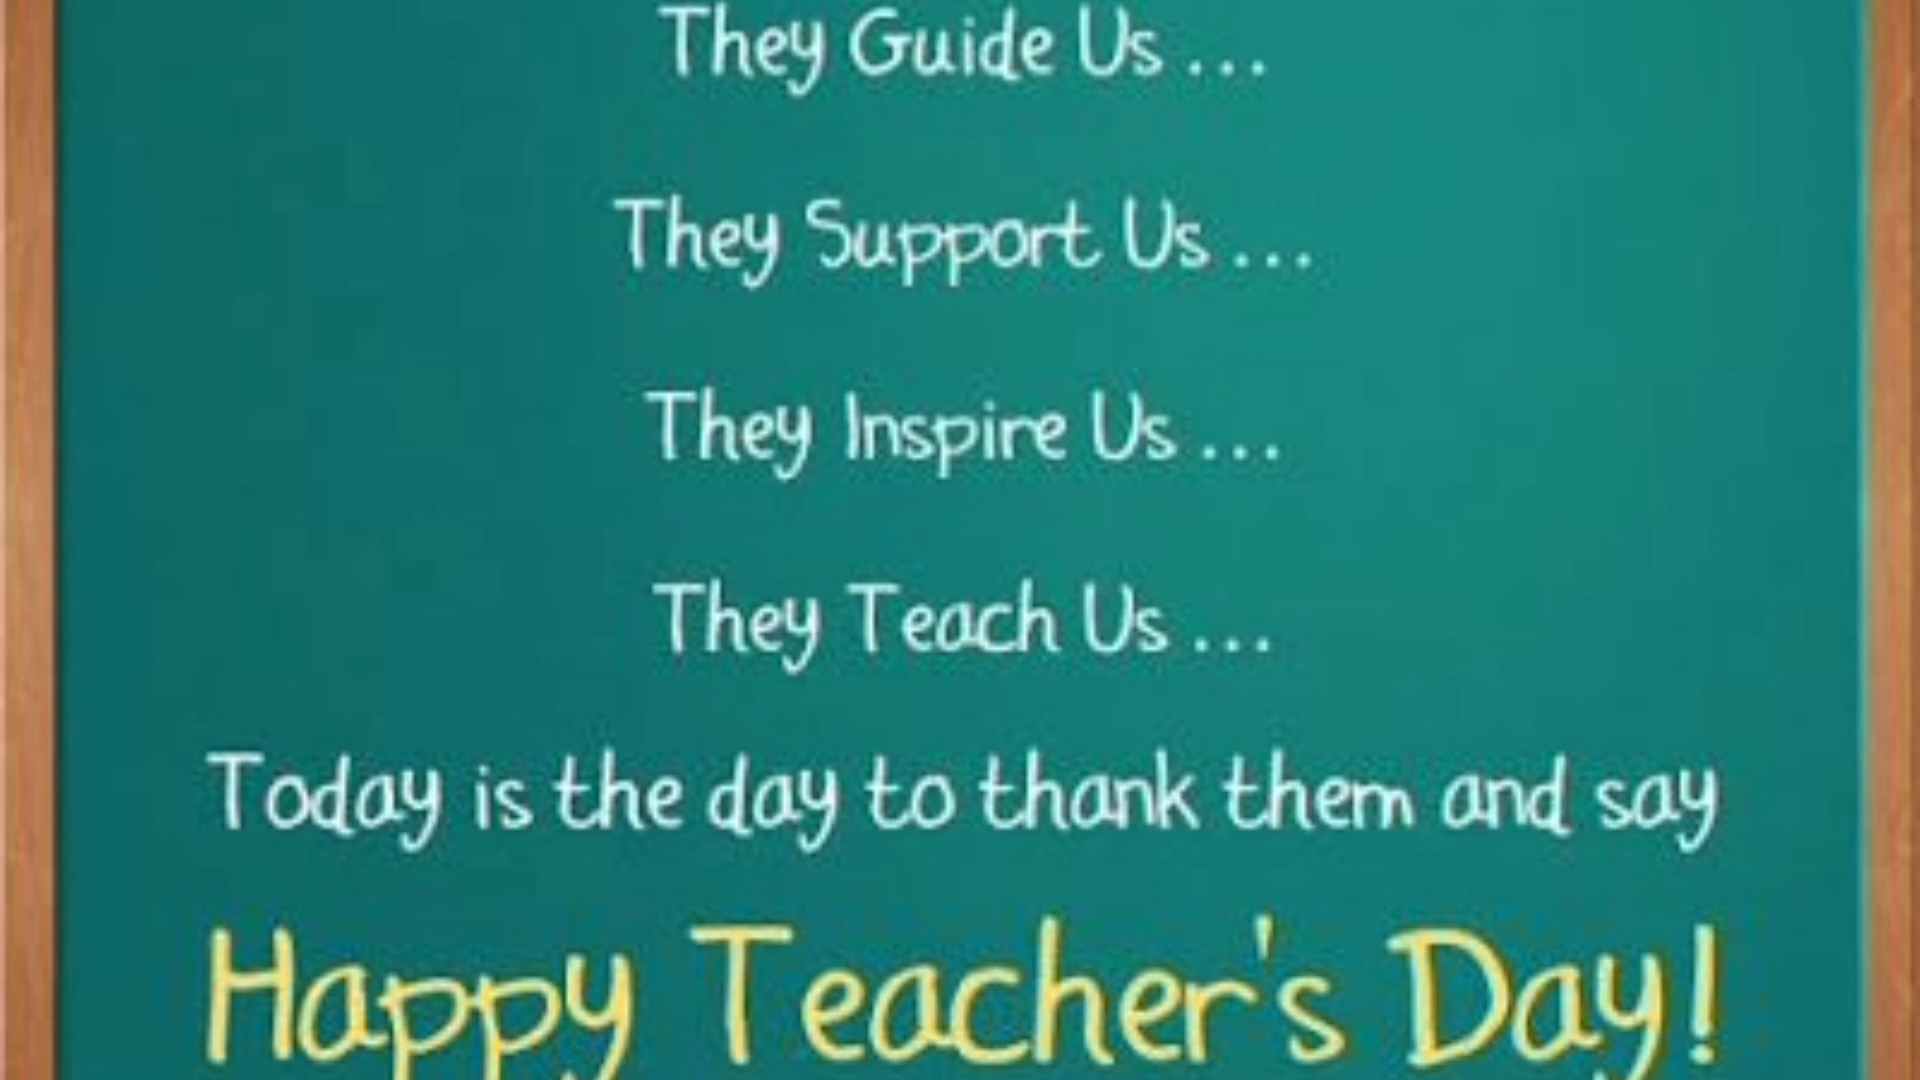 They Guide Us ...
They Support Us ...
They Inspire Us ...
They Teach Us ...
Today is the day to thank them and say
Happy Teacher's Day!